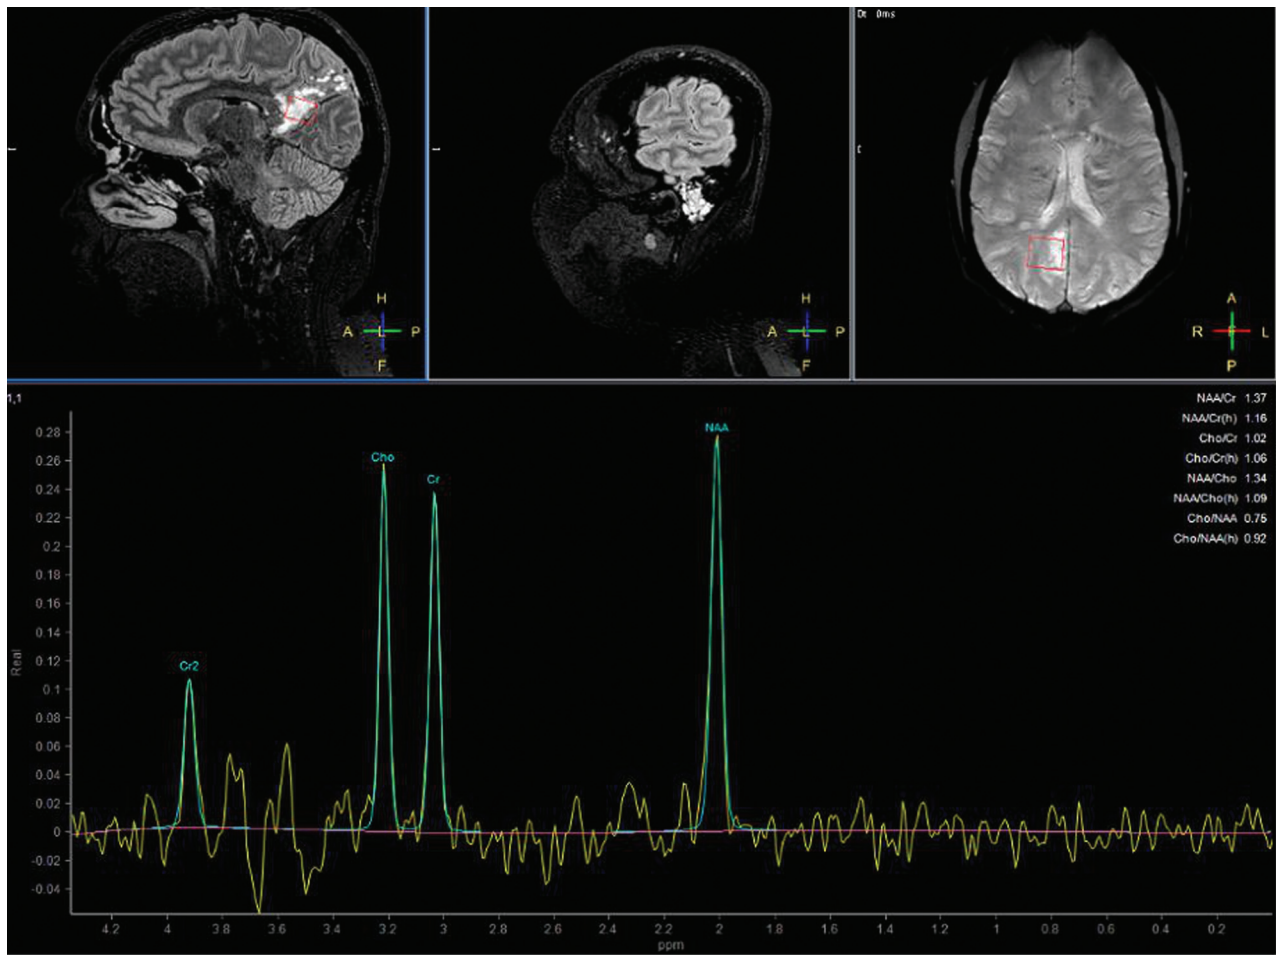 Dt 0ms
H
A L P
F
H
A L P
F
A
R F L
P
1,1
NAA/Cr 1.37
NAA/Cr(h) 1.16
Cho/Cr 1.02
Cho/Cr(h) 1.06
NAA/Cho 1.34
NAA/Cho(h) 1.09
Cho/NAA 0.75
Cho/NAA(h) 0.92
NAA
Cho
Cr
Cr2
0.28
0.26
0.24
0.22
0.2
0.18
0.16
0.14
0.12
0.1
0.08
0.06
0.04
0.02
0
-0.02
-0.04
Real
4.2 4 3.8 3.6 3.4 3.2 3 2.8 2.6 2.4 2.2 2 1.8 1.6 1.4 1.2 1 0.8 0.6 0.4 0.2
ppm